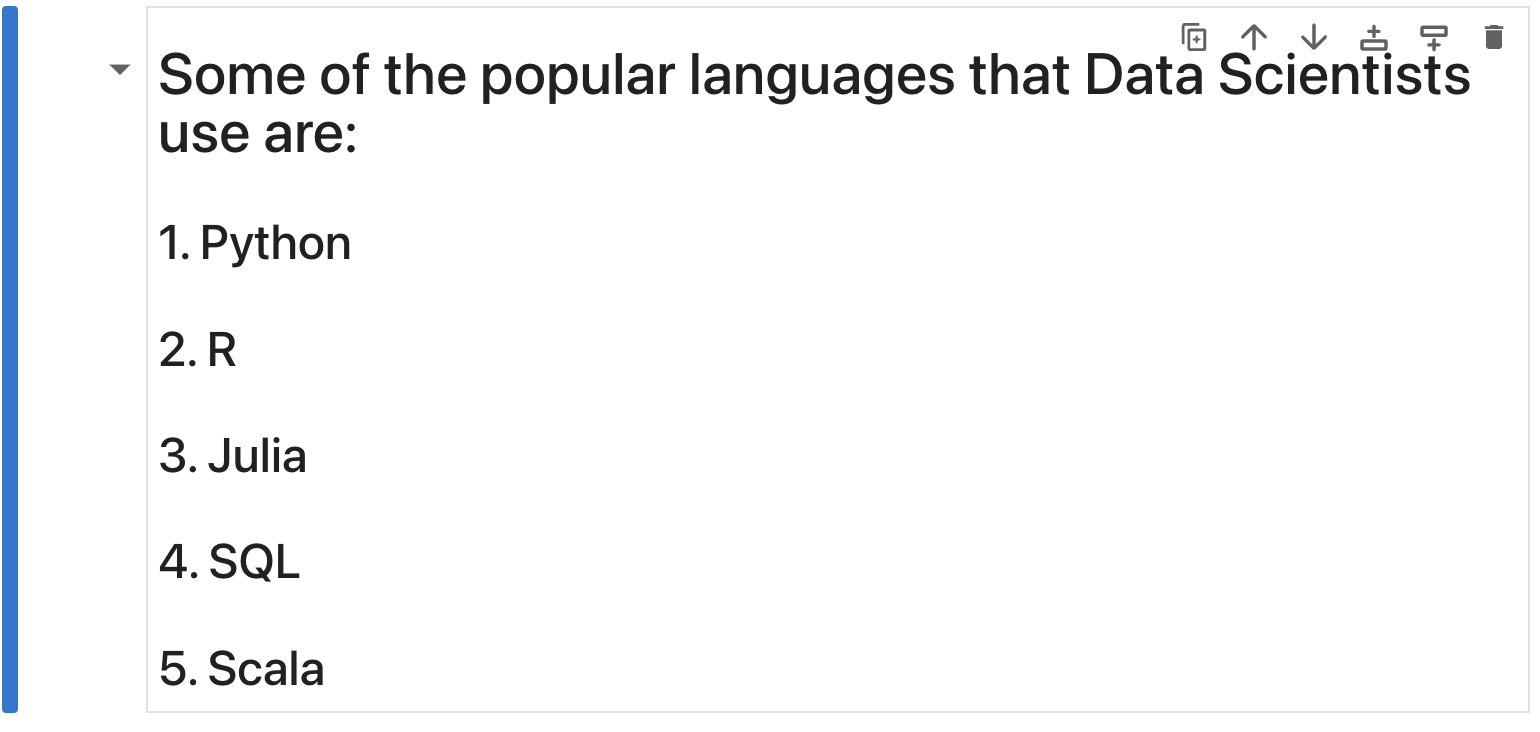 Some of the popular languages that Data Scientists
use are:
1. Python
2. R
3. Julia
4. SQL
5. Scala